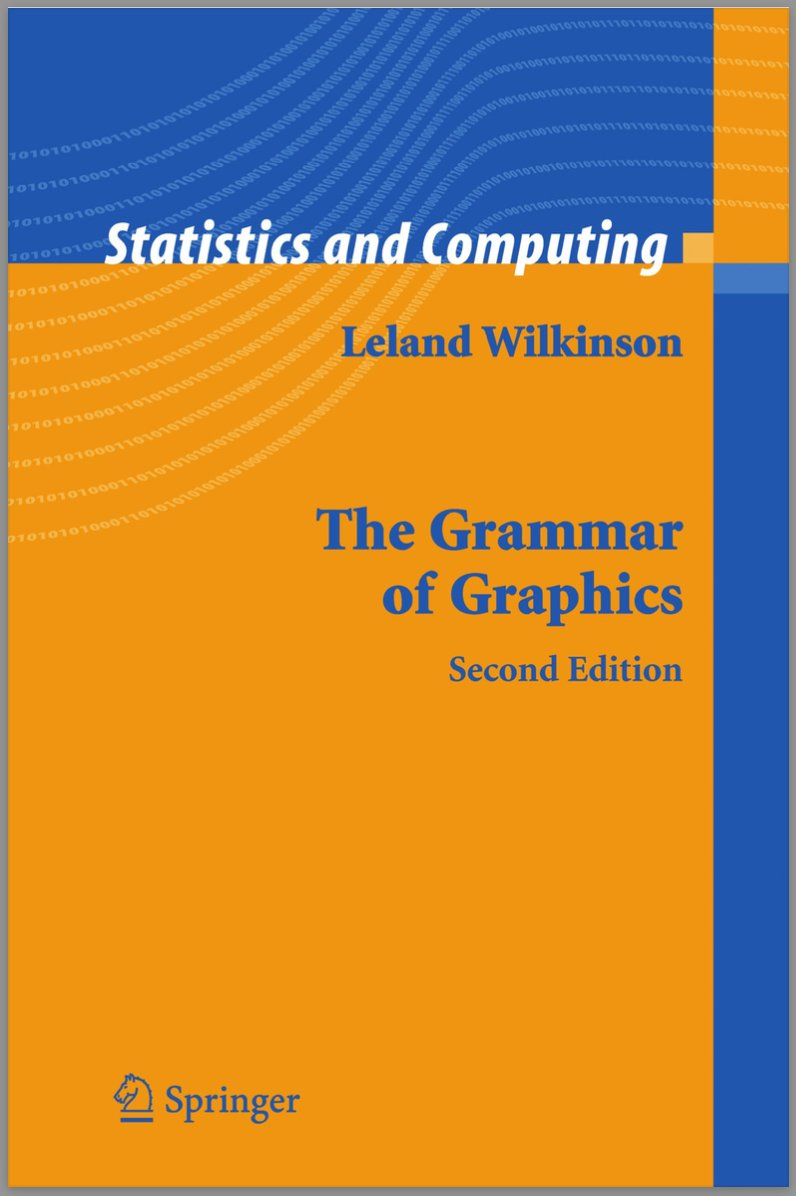 Statistics and Computing
Leland Wilkinson
The Grammar
of Graphics
Second Edition
Springer